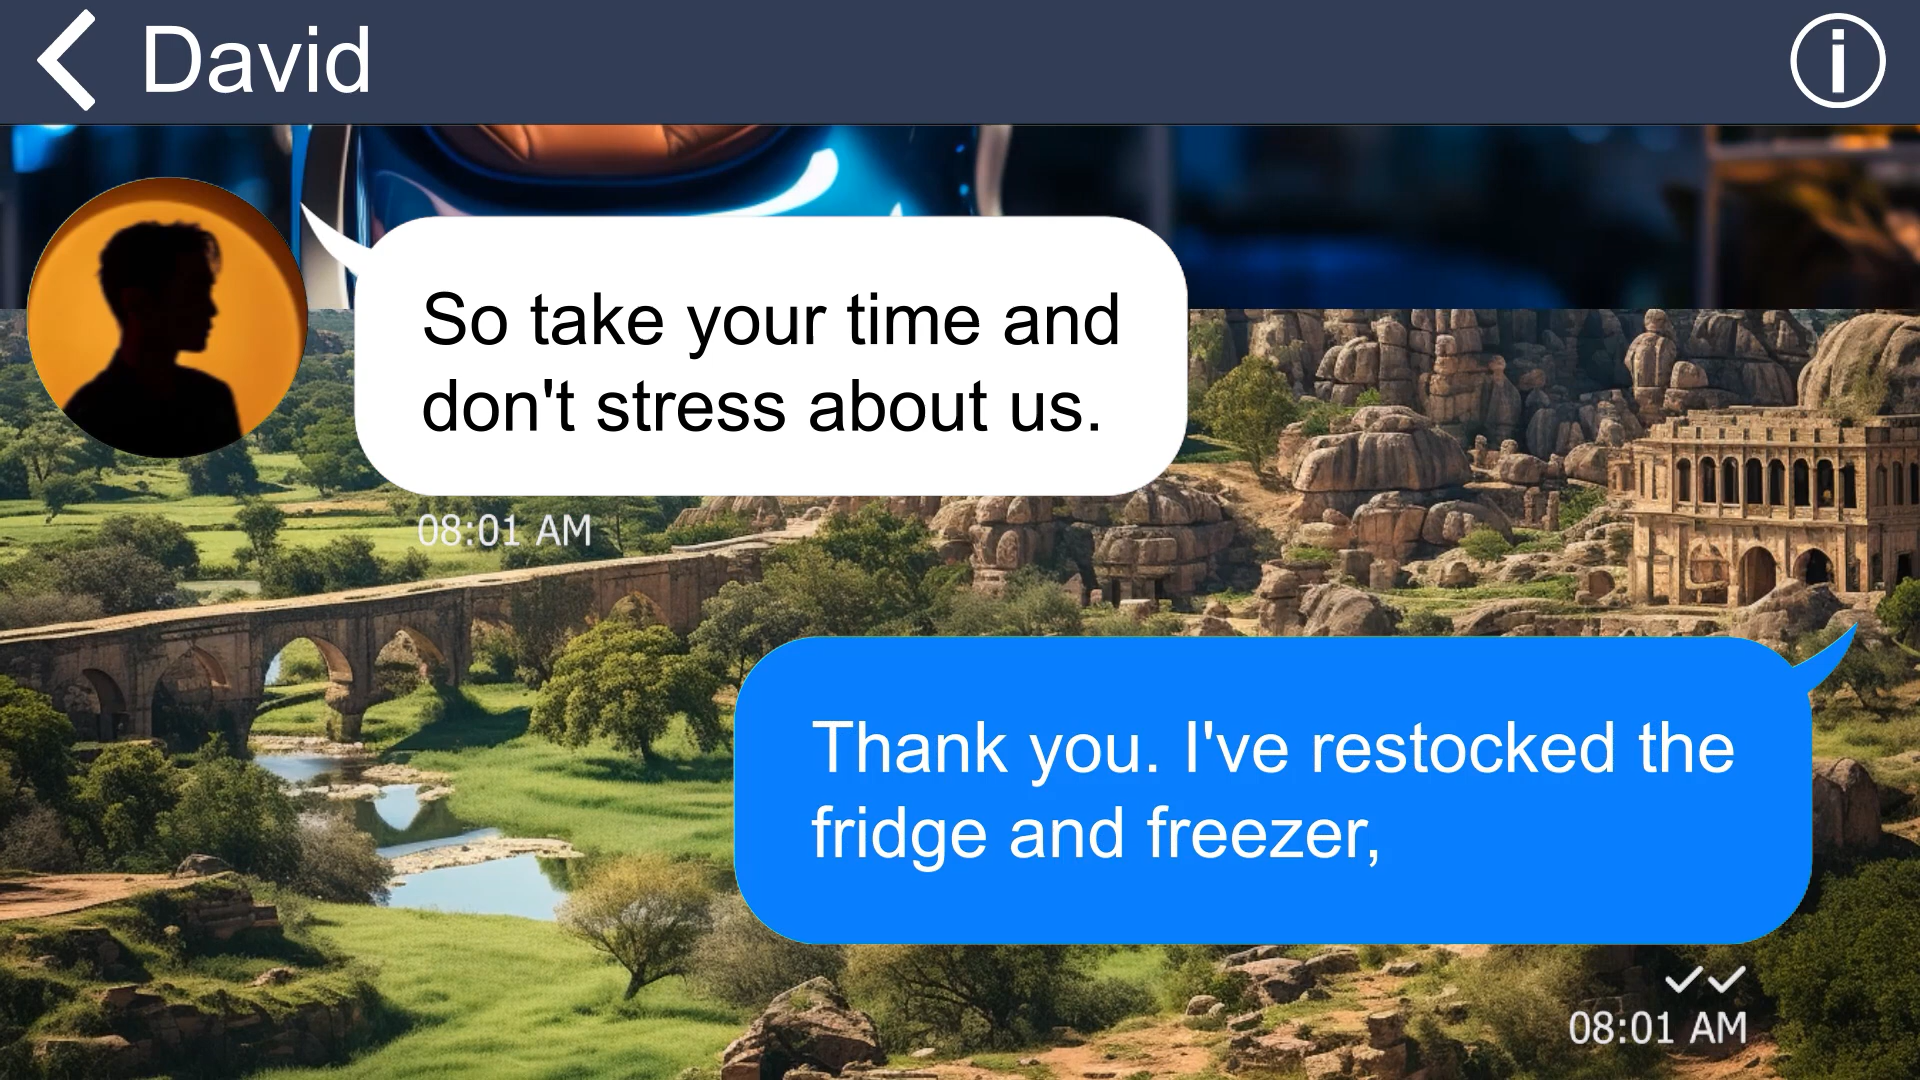 David
So take your time and
don't stress about us.
08:01 AM
Thank you. I've restocked the
fridge and freezer,
08:01 AM